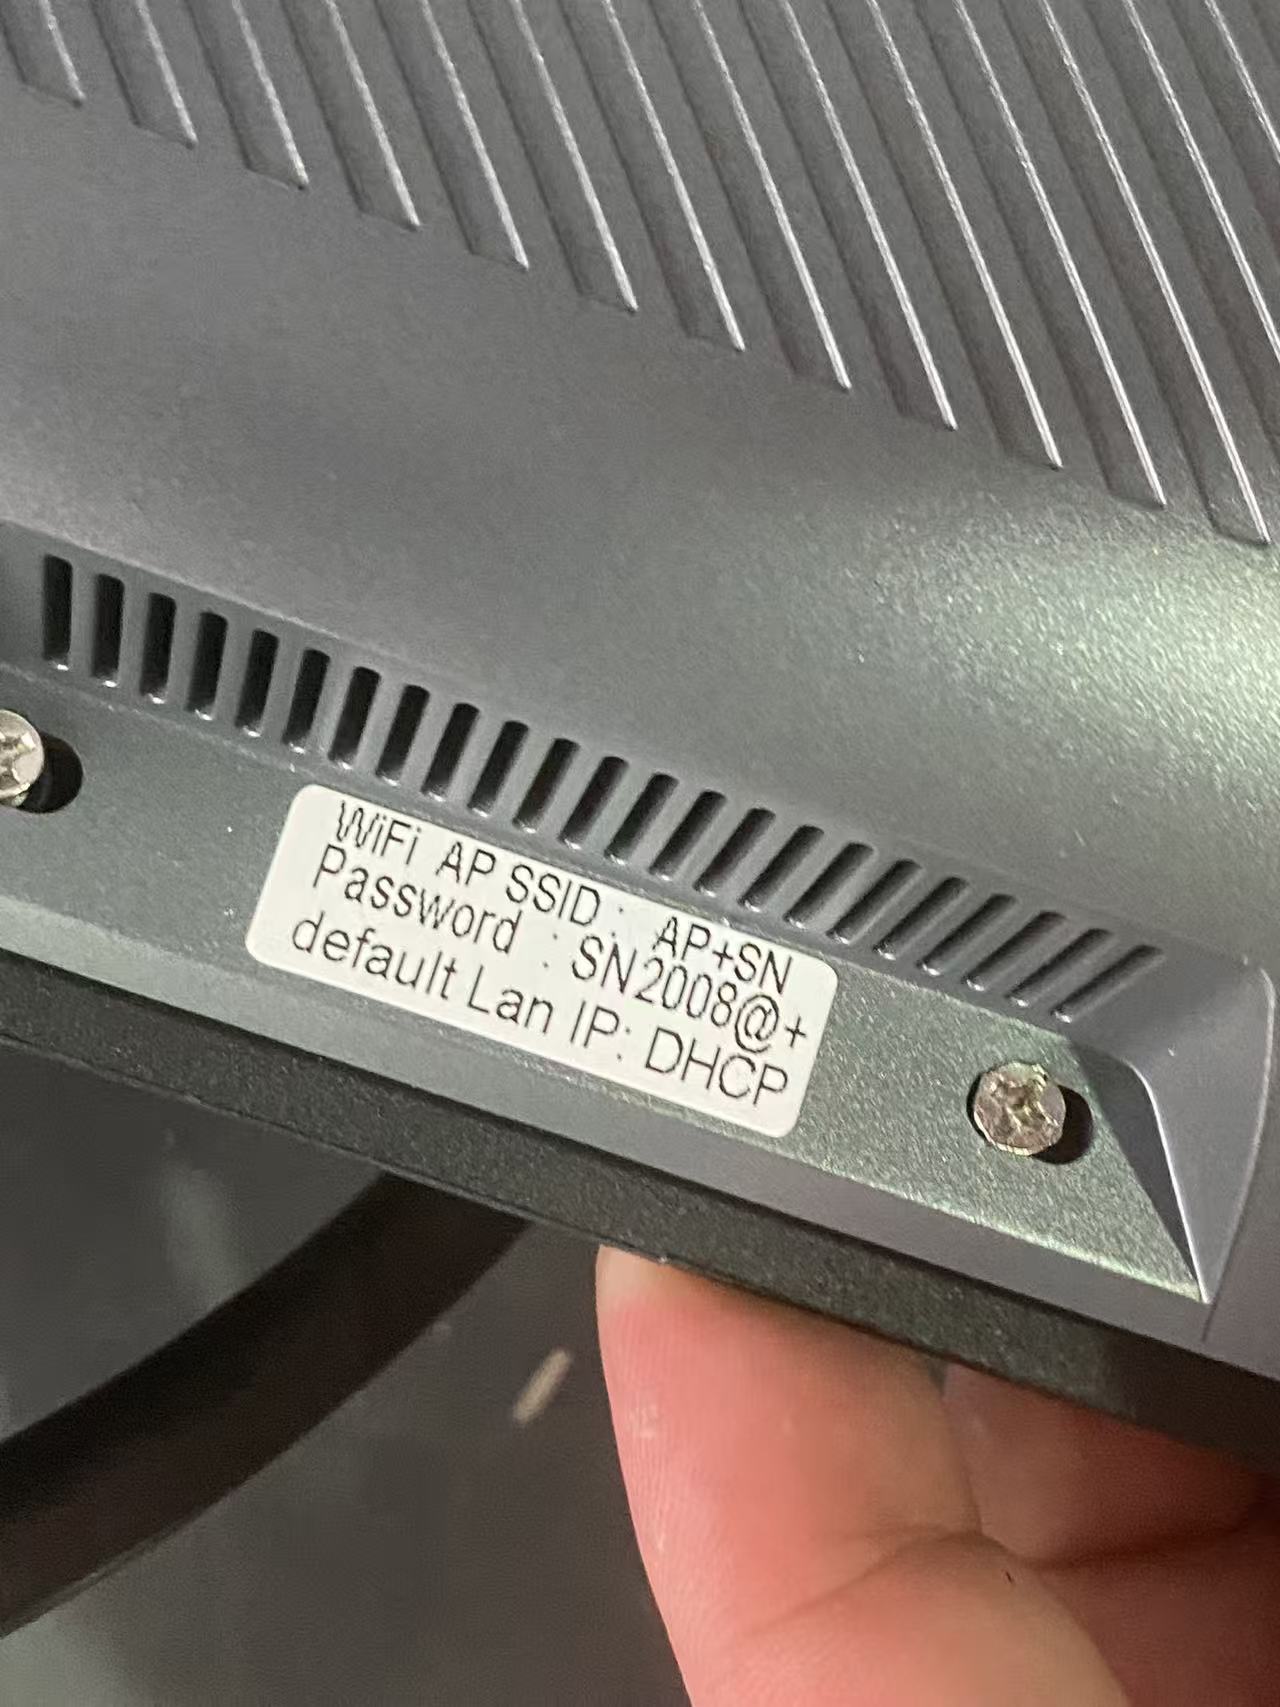 WiFi AP SSID : AP+SN
Password : SN2008@+
default Lan IP: DHCP